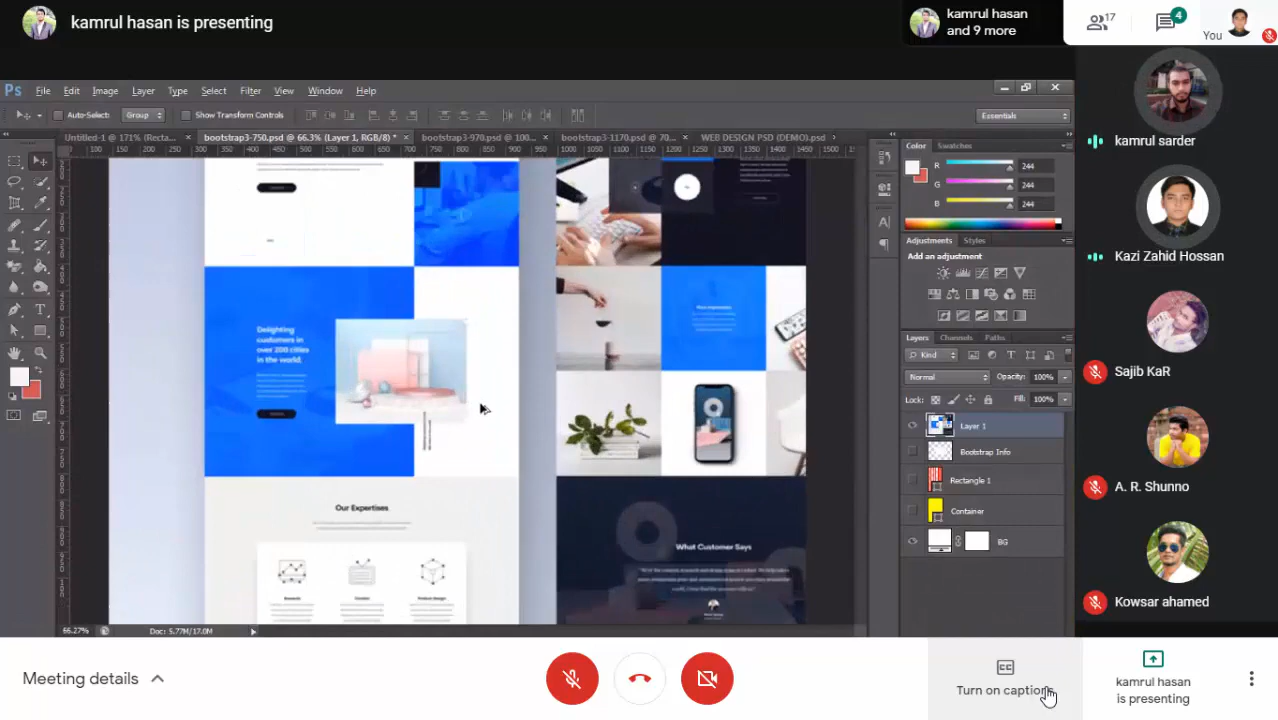 kamrul hasan is presenting
kamrul hasan
and 9 more
17
4
You
Ps File Edit Image Layer Type Select Filter View Window Help
Auto-Select: Group Show Transform Controls
Essentials
Untitled-1 @ 171% (Recta...
bootstrap3-750.psd @ 66.3% (Layer 1, RGB/8) *
bootstrap3-970.psd @ 100...
bootstrap3-1170.psd @ 70...
WEB DESIGN PSD (DEMO).psd
Color Swatches
R 244
G 244
B 244
Adjustments Styles
Add an adjustment
Layers Channels Paths
Kind
Normal Opacity: 100%
Lock: Fill: 100%
Layer 1
Bootstrap Info
Rectangle 1
Container
BG
Delighting
customers in
over 200 cities
in the world.
Our Expertises
What Customer Says
66.27% Doc: 5.77M/17.0M
kamrul sarder
Kazi Zahid Hossan
Sajib KaR
A. R. Shunno
Kowsar ahamed
Meeting details
CC
Turn on captions
kamrul hasan
is presenting